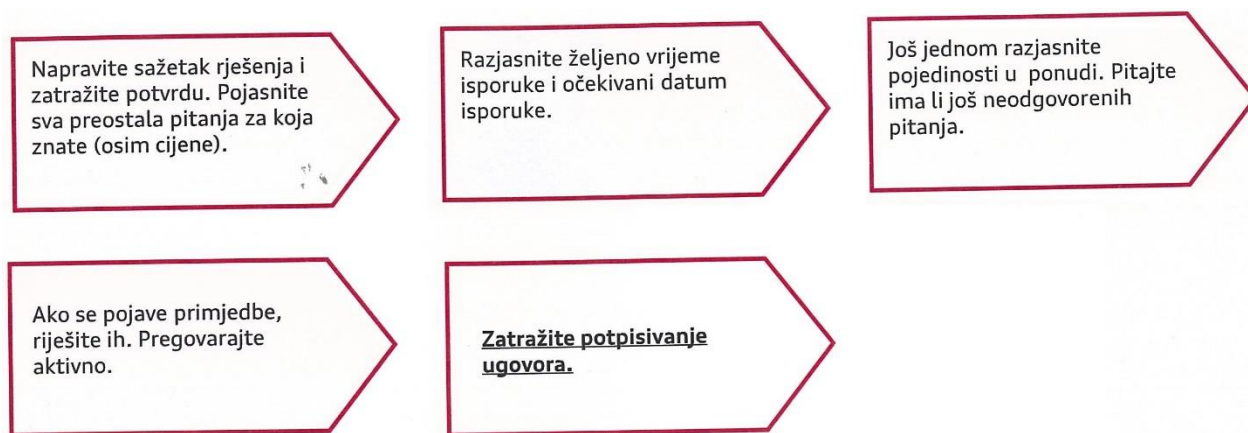 Napravite sažetak rješenja i
zatražite potvrdu. Pojasnite
sva preostala pitanja za koja
znate (osim cijene).
Razjasnite željeno vrijeme
isporuke i očekivani datum
isporuke.
Još jednom razjasnite
pojedinosti u ponudi. Pitajte
ima li još neodgovorenih
pitanja.
Ako se pojave primjedbe,
riješite ih. Pregovarajte
aktivno.
Zatražite potpisivanje
ugovora.